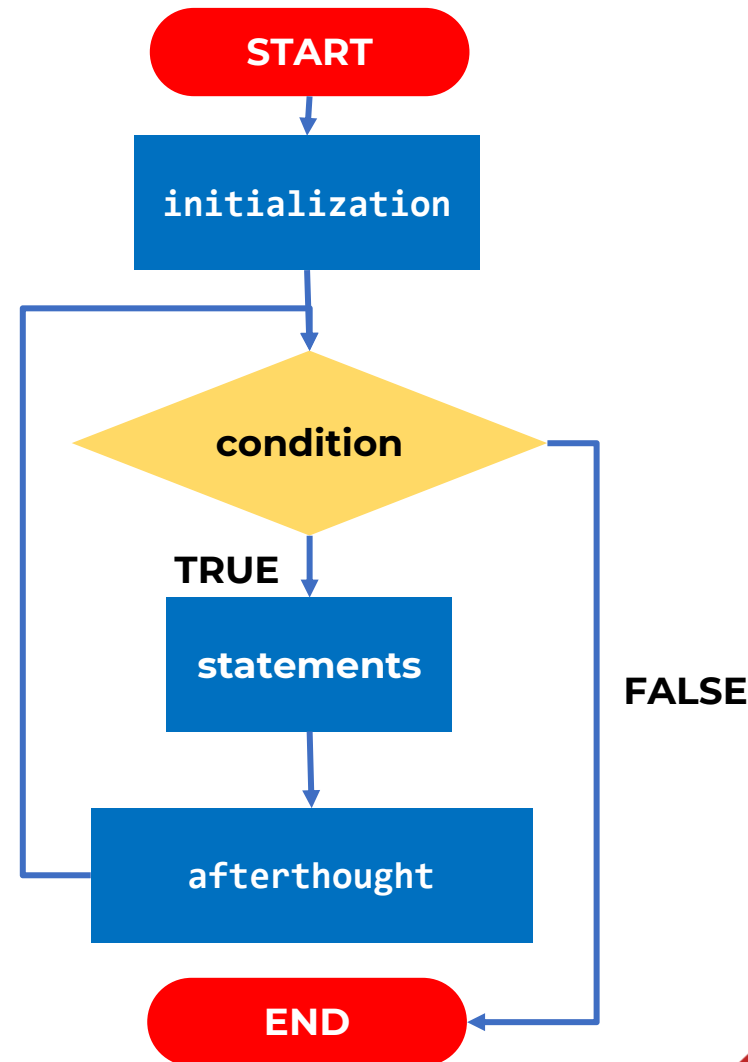 START
initialization
condition
TRUE
statements
FALSE
afterthought
END